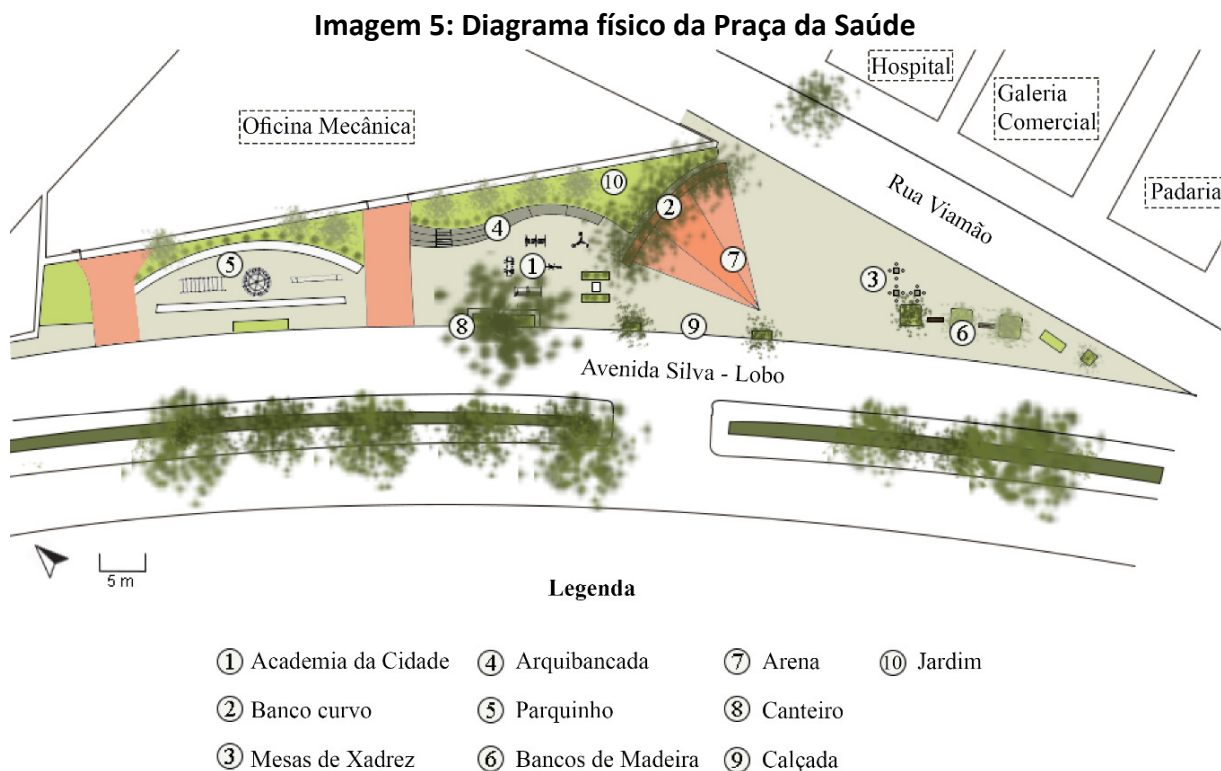 Imagem 5: Diagrama físico da Praça da Saúde
Hospital
Galeria
Comercial
Padaria
Oficina Mecânica
Rua Viamão
10
2
4
5
1
7
3
8
9
6
Avenida Silva - Lobo
5 m
Legenda
1 Academia da Cidade
4 Arquibancada
7 Arena
10 Jardim
2 Banco curvo
5 Parquinho
8 Canteiro
3 Mesas de Xadrez
6 Bancos de Madeira
9 Calçada